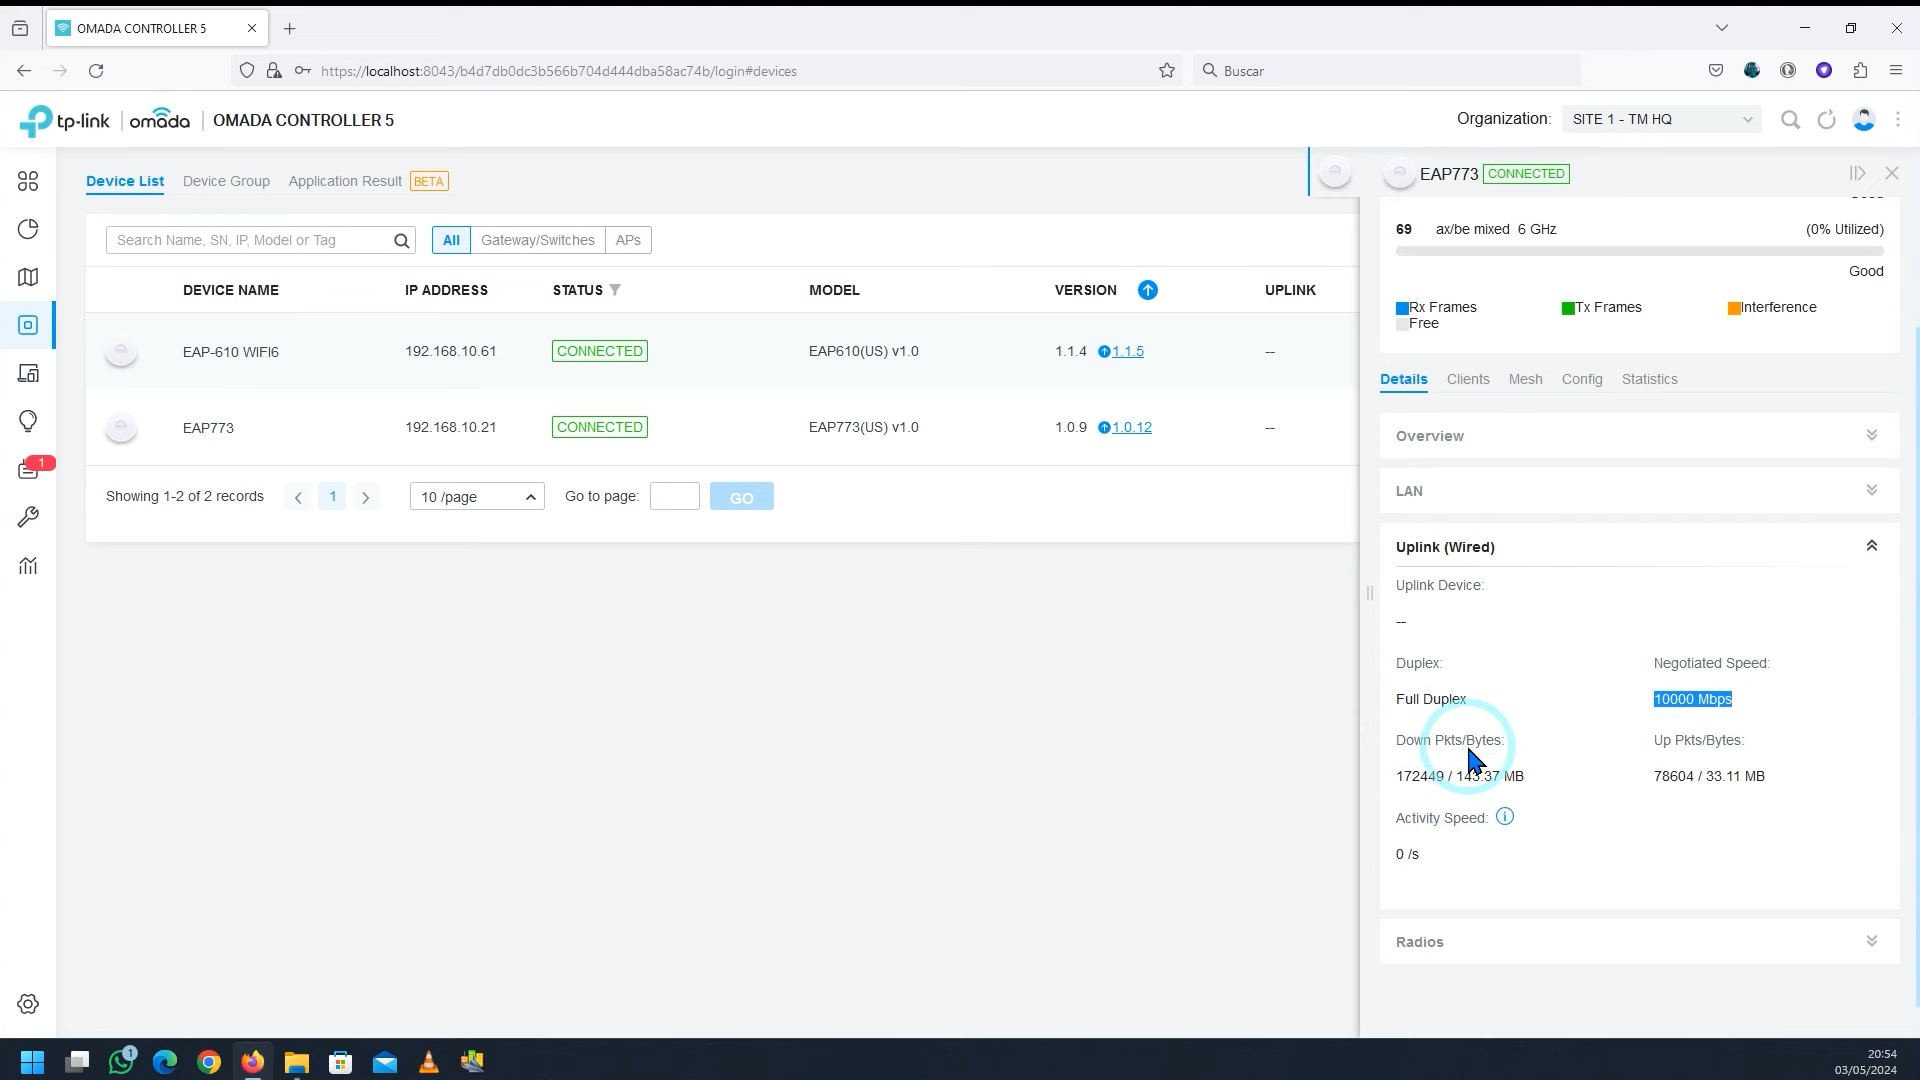 OMADA CONTROLLER 5
https://localhost:8043/b4d7db0dc3b566b704d444dba58ac74b/login#devices
Buscar
tp-link omada OMADA CONTROLLER 5
Organization: SITE 1 - TM HQ
Device List Device Group Application Result BETA
Search Name, SN, IP, Model or Tag
All Gateway/Switches APs
DEVICE NAME IP ADDRESS STATUS MODEL VERSION UPLINK
EAP-610 WIFI6 192.168.10.61 CONNECTED EAP610(US) v1.0 1.1.4 1.1.5 --
EAP773 192.168.10.21 CONNECTED EAP773(US) v1.0 1.0.9 1.0.12 --
Showing 1-2 of 2 records 1 10 /page Go to page: GO
1
EAP773 CONNECTED
69 ax/be mixed 6 GHz (0% Utilized)
Good
Rx Frames Tx Frames Interference
Free
Details Clients Mesh Config Statistics
Overview
LAN
Uplink (Wired)
Uplink Device:
--
Duplex: Negotiated Speed:
Full Duplex 10000 Mbps
Down Pkts/Bytes: Up Pkts/Bytes:
172449 / 143.37 MB 78604 / 33.11 MB
Activity Speed:
0 /s
Radios
1
20:54
03/05/2024